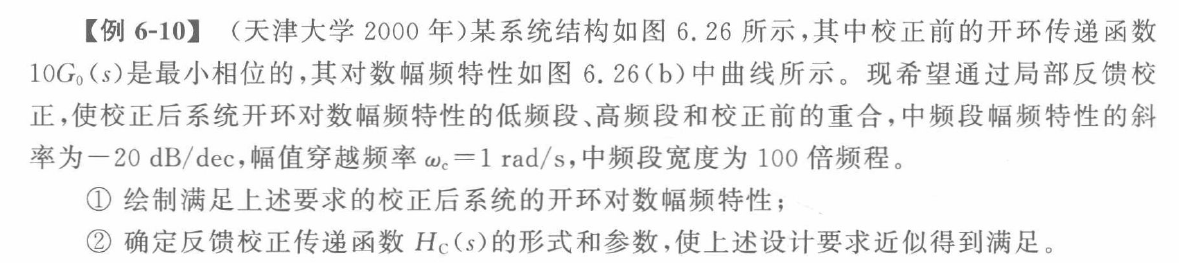 【例 6-10】（天津大学 2000 年）某系统结构如图 6.26 所示，其中校正前的开环传递函数
10G₀(s)是最小相位的，其对数幅频特性如图 6.26(b)中曲线所示。现希望通过局部反馈校
正，使校正后系统开环对数幅频特性的低频段、高频段和校正前的重合，中频段幅频特性的斜
率为－20 dB/dec，幅值穿越频率 ω꜀＝1 rad/s，中频段宽度为 100 倍频程。
① 绘制满足上述要求的校正后系统的开环对数幅频特性；
② 确定反馈校正传递函数 H_C(s)的形式和参数，使上述设计要求近似得到满足。